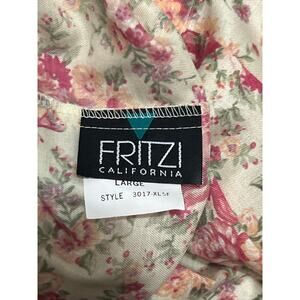 FRITZI
CALIFORNIA
LARGE
STYLE 3017-XLSF